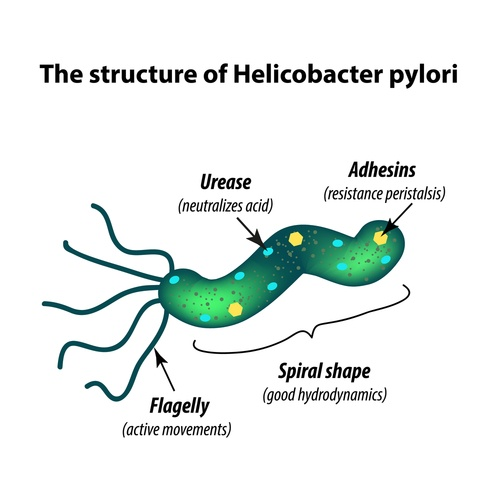 The structure of Helicobacter pylori
Adhesins
(resistance peristalsis)
Urease
(neutralizes acid)
Spiral shape
(good hydrodynamics)
Flagelly
(active movements)